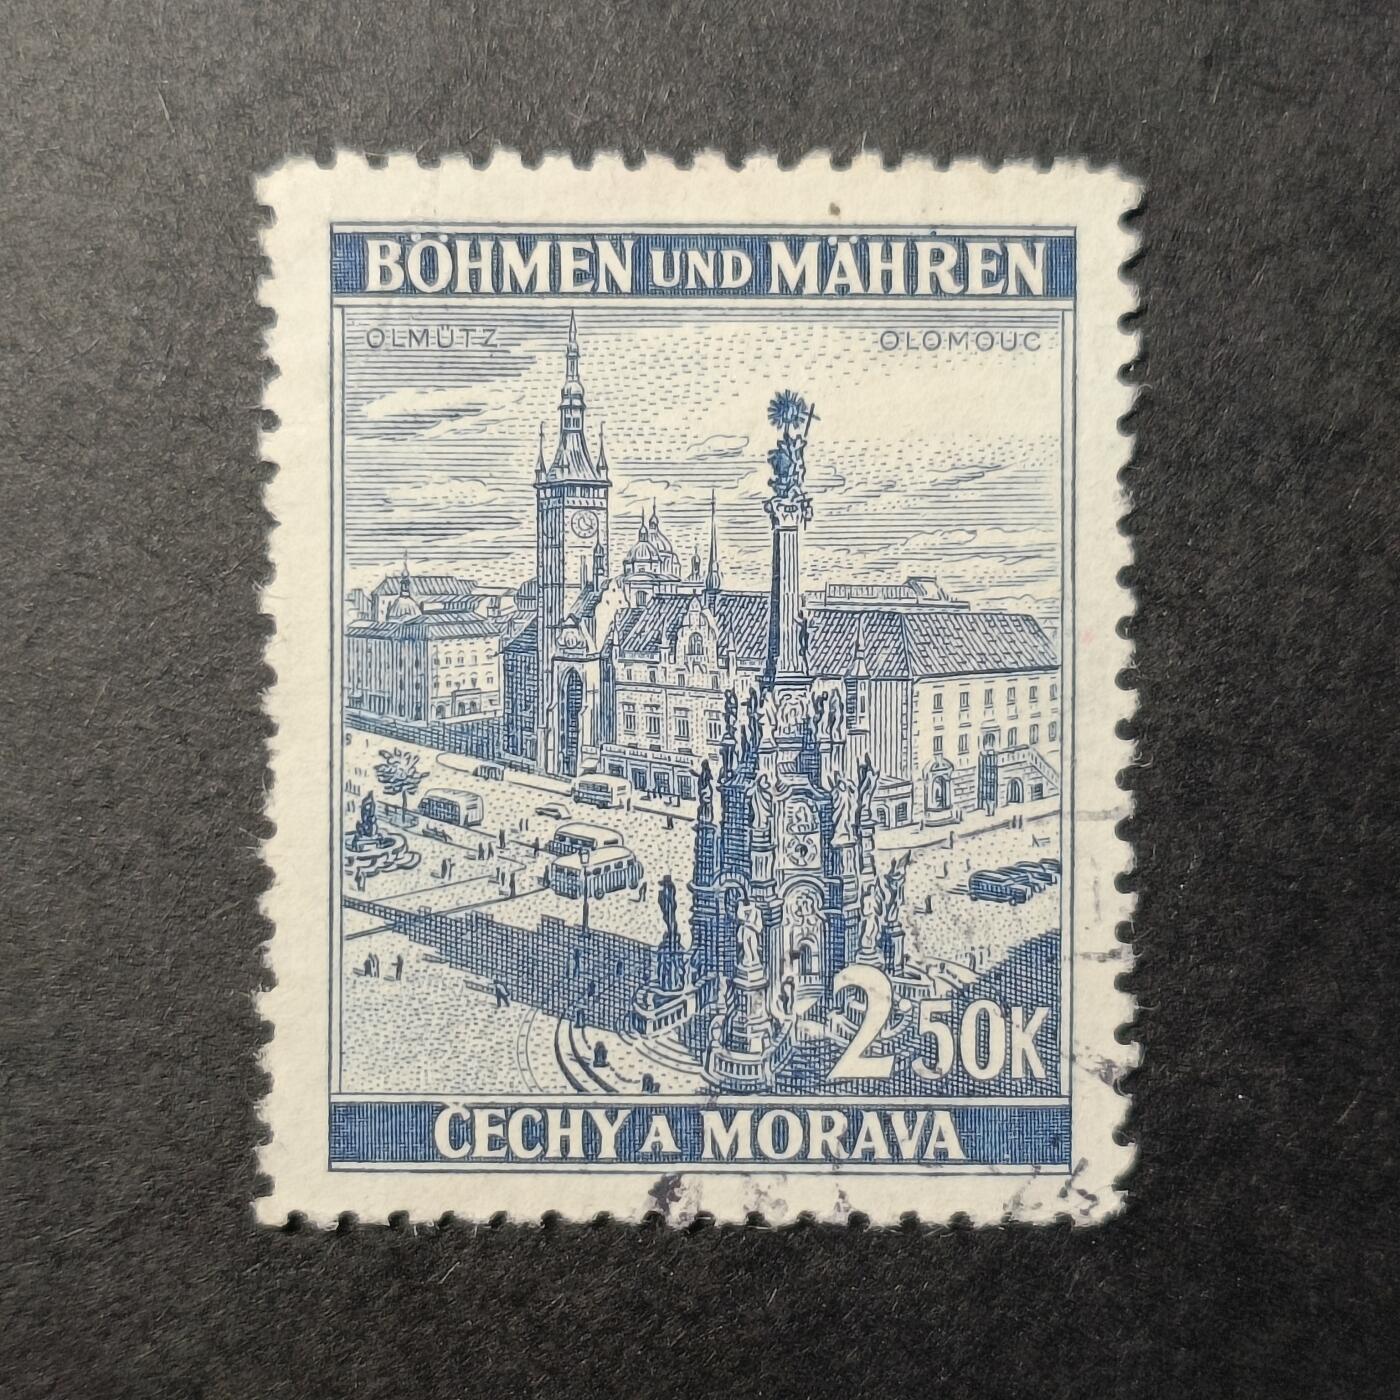 BÖHMEN UND MÄHREN
OLMÜTZ
OLOMOUC
2·50K
ČECHY A MORAVA